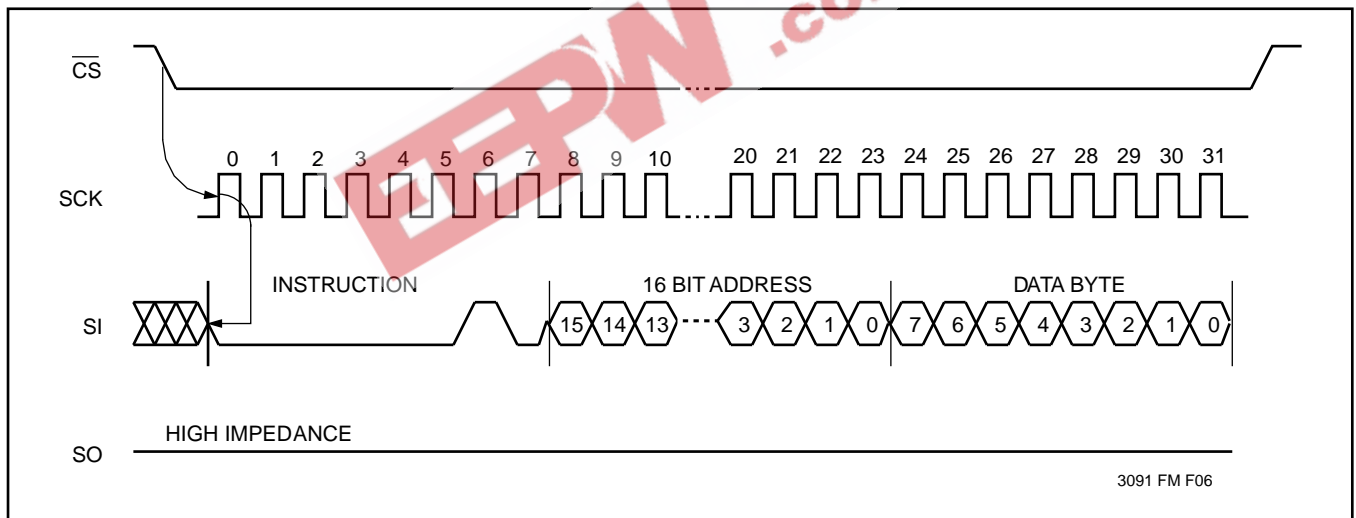 EEPW .com
CS
0 1 2 3 4 5 6 7 8 9 10 20 21 22 23 24 25 26 27 28 29 30 31
SCK
INSTRUCTION 16 BIT ADDRESS DATA BYTE
SI 15 14 13 3 2 1 0 7 6 5 4 3 2 1 0
HIGH IMPEDANCE
SO
3091 FM F06